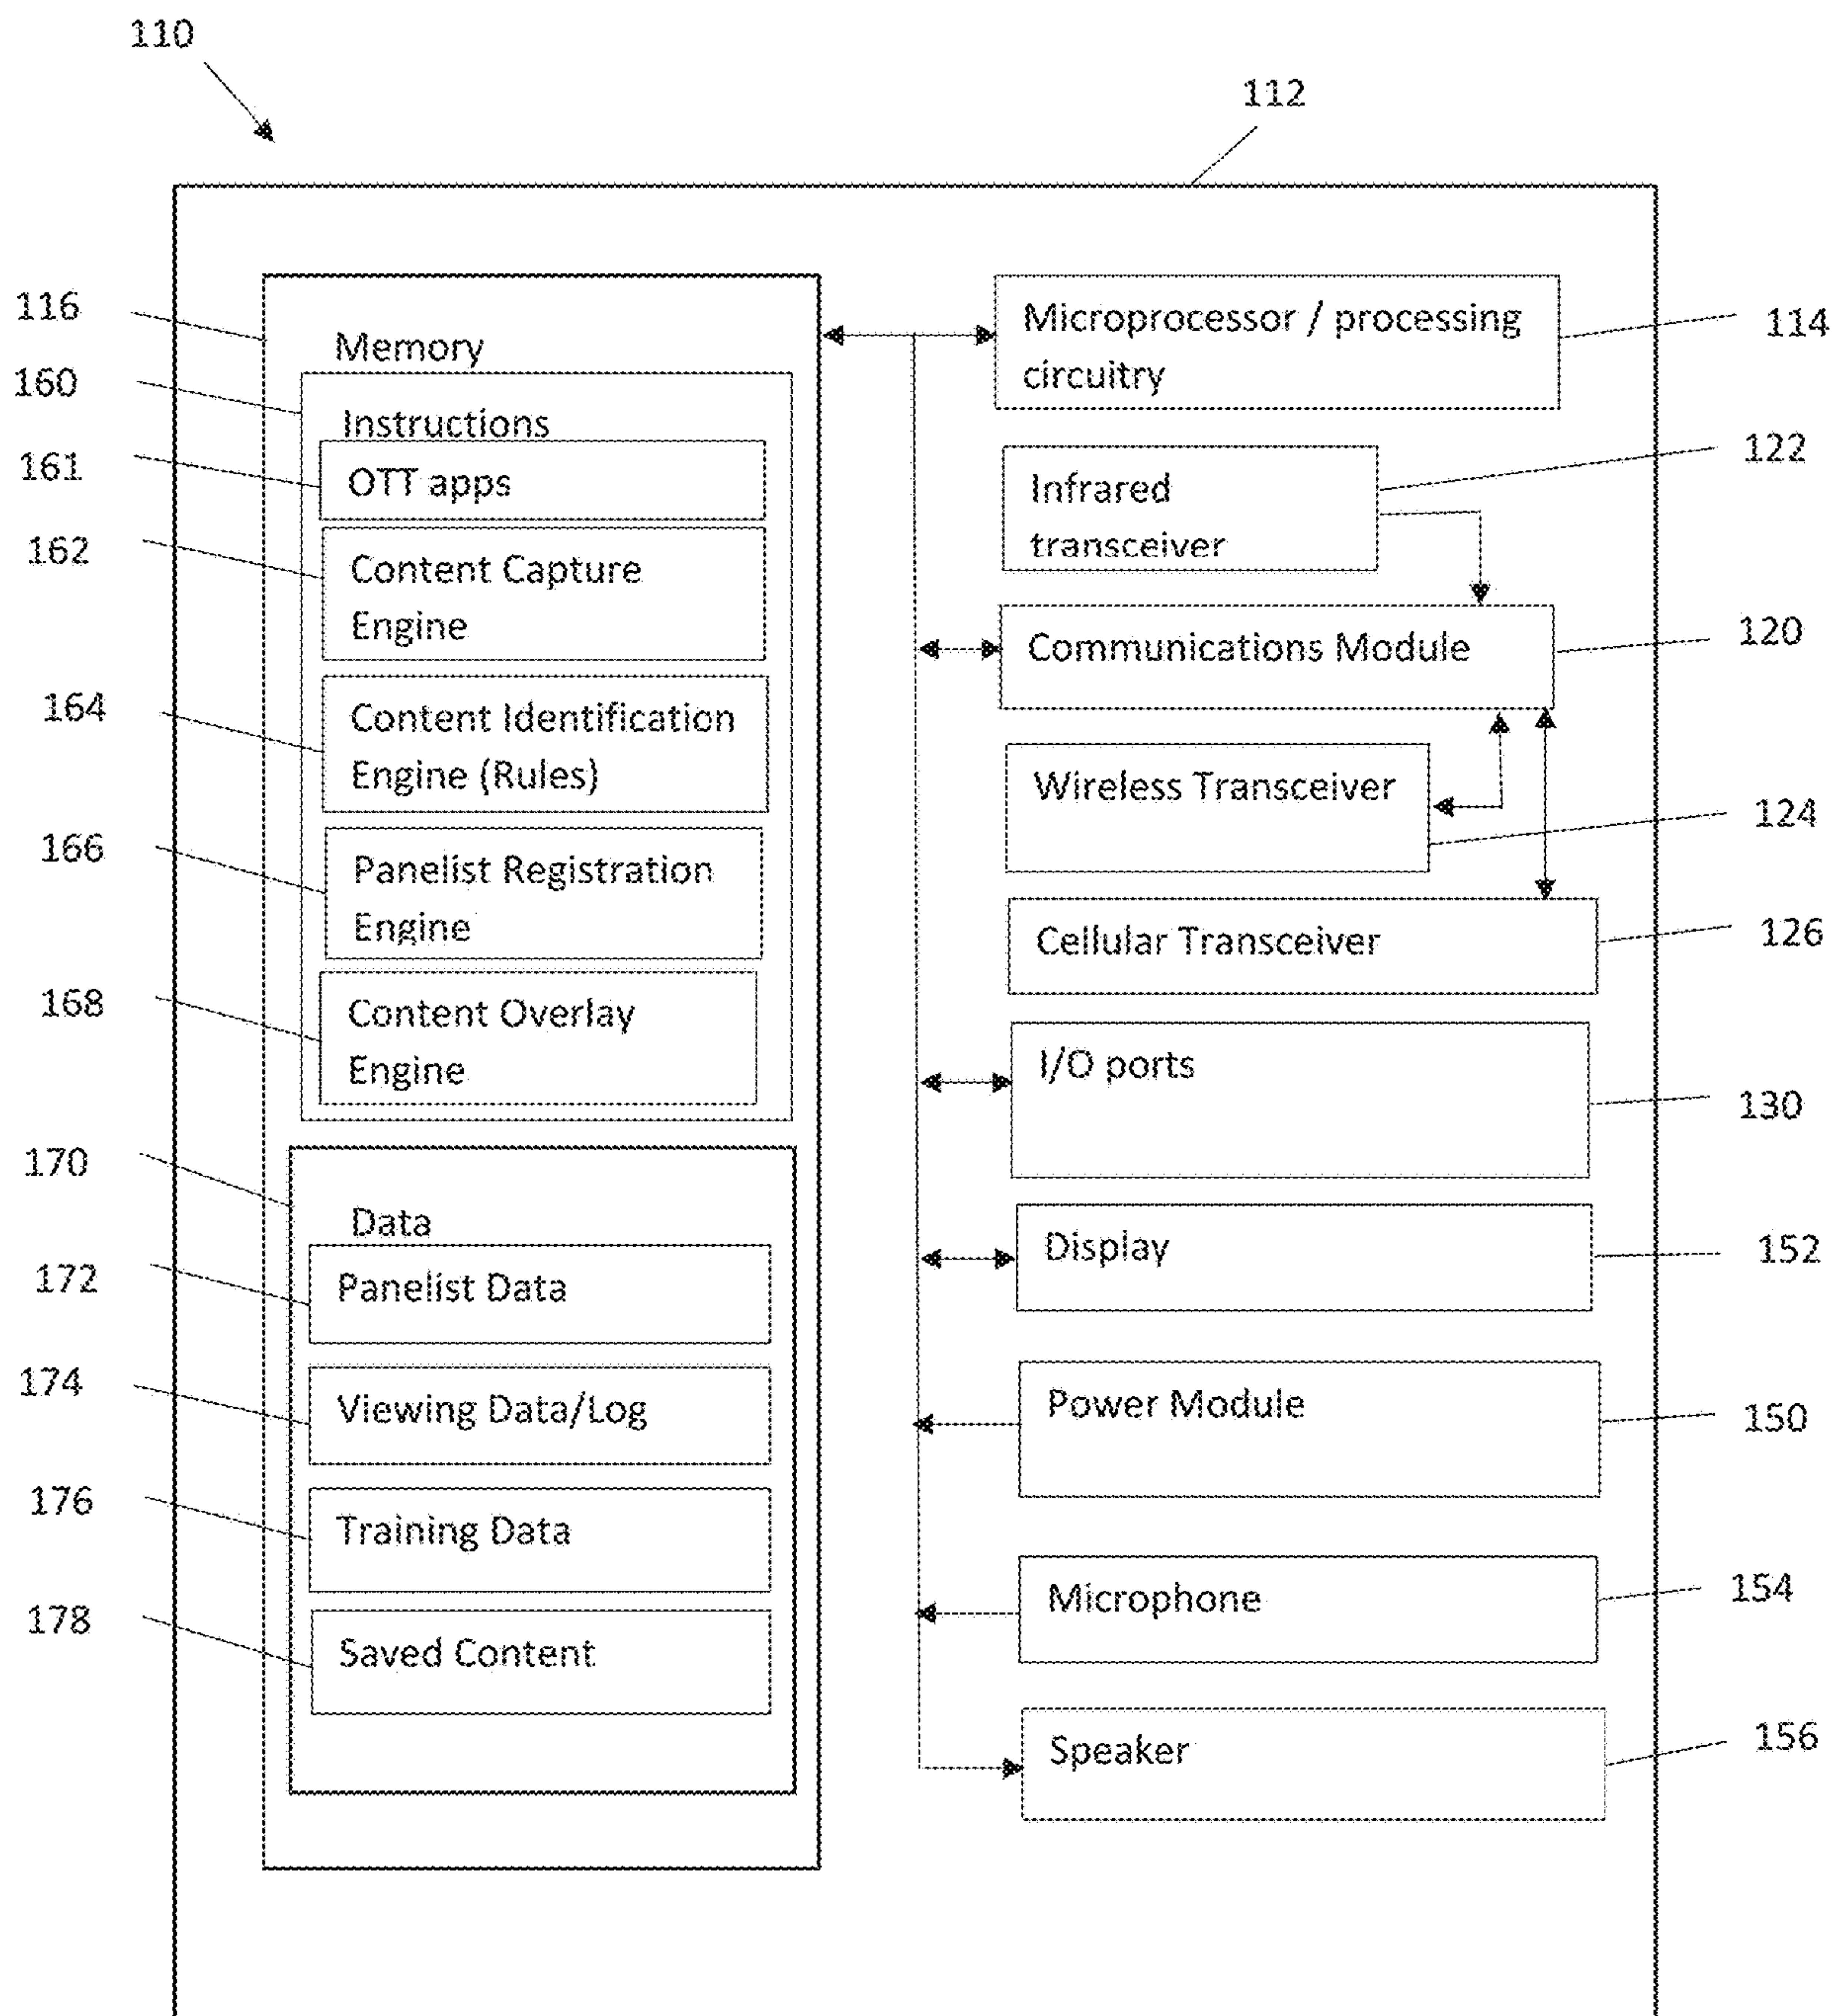 110
112
116
Memory
160
Instructions
161
OTT apps
162
Content Capture
Engine
164
Content Identification
Engine (Rules)
166
Panelist Registration
Engine
168
Content Overlay
Engine
170
Data
172
Panelist Data
174
Viewing Data/Log
176
Training Data
178
Saved Content
Microprocessor / processing
circuitry
114
Infrared
transceiver
122
Communications Module
120
Wireless Transceiver
124
Cellular Transceiver
126
I/O ports
130
Display
152
Power Module
150
Microphone
154
Speaker
156